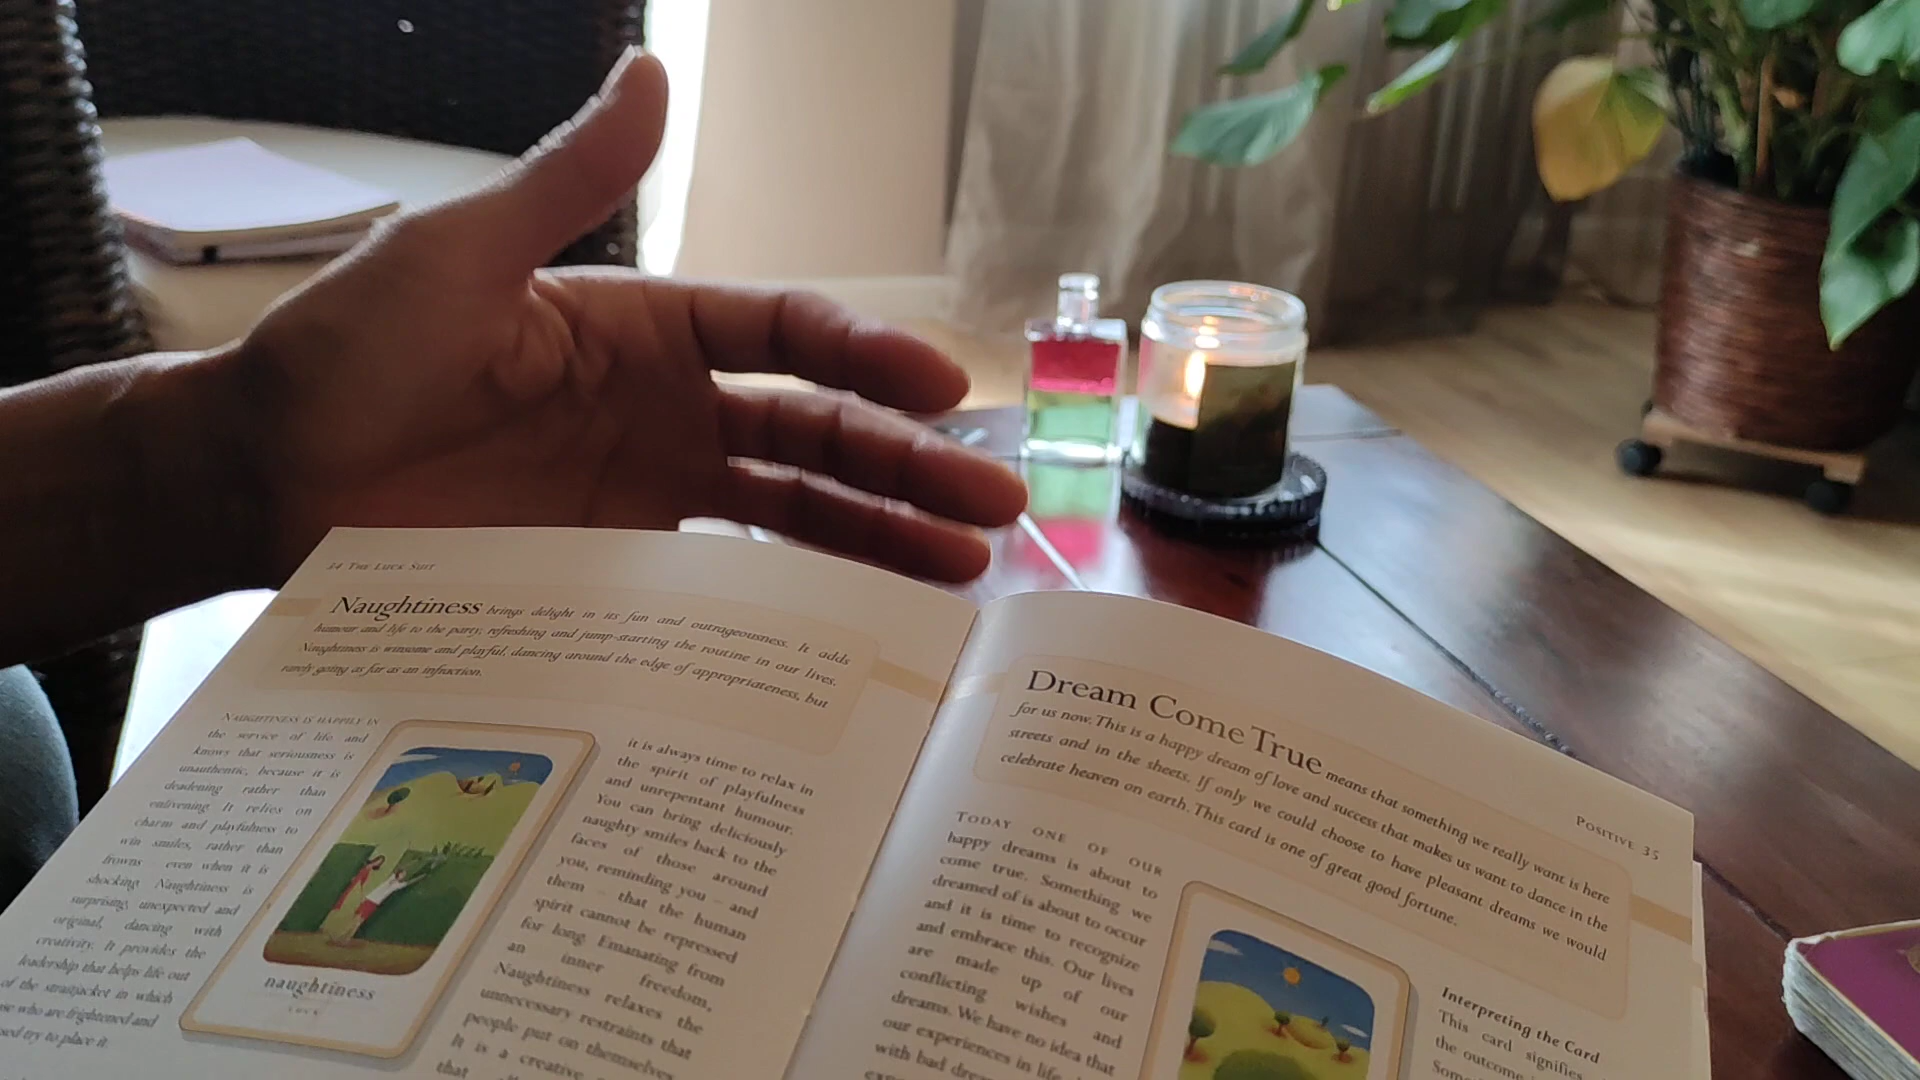 34 The Luck Suit
Naughtiness brings delight in its fun and outrageousness. It adds
humour and life to the party, refreshing and jump-starting the routine in our lives.
Naughtiness is winsome and playful, dancing around the edge of appropriateness, but
rarely going as far as an infraction.
Naughtiness is happily in
the service of life and
knows that seriousness is
unauthentic, because it is
deadening rather than
enlivening. It relies on
charm and playfulness to
win smiles, rather than
frowns – even when it is
shocking. Naughtiness is
surprising, unexpected and
original, dancing with
creativity. It provides the
leadership that helps life out
of the straitjacket in which
who are frightened and
try to place it.
naughtiness
LUCK
it is always time to relax in
the spirit of playfulness
and unrepentant humour.
You can bring deliciously
naughty smiles back to the
faces of those around
you, reminding you – and
them – that the human
spirit cannot be repressed
for long. Emanating from
an inner freedom,
Naughtiness relaxes the
unnecessary restraints that
people put on themselves.
It is a creative
that
Positive 35
Dream Come True means that something we really want is here
for us now. This is a happy dream of love and success that makes us want to dance in the
streets and in the sheets. If only we could choose to have pleasant dreams we would
celebrate heaven on earth. This card is one of great good fortune.
Today one of our
happy dreams is about to
come true. Something we
dreamed of is about to occur
and it is time to recognize
and embrace this. Our lives
are made up of our
conflicting wishes and
dreams. We have no idea that
our experiences in life
with bad
Interpreting the Card
This card signifies
the outcome